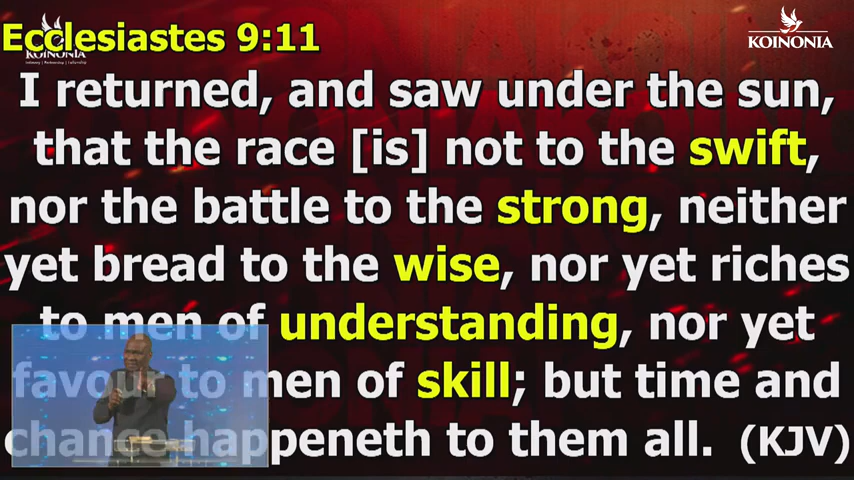 Ecclesiastes 9:11
KOINONIA
KOINONIA
I returned, and saw under the sun,
that the race [is] not to the swift,
nor the battle to the strong, neither
yet bread to the wise, nor yet riches
to men of understanding, nor yet
favour to men of skill; but time and
chance happeneth to them all. (KJV)